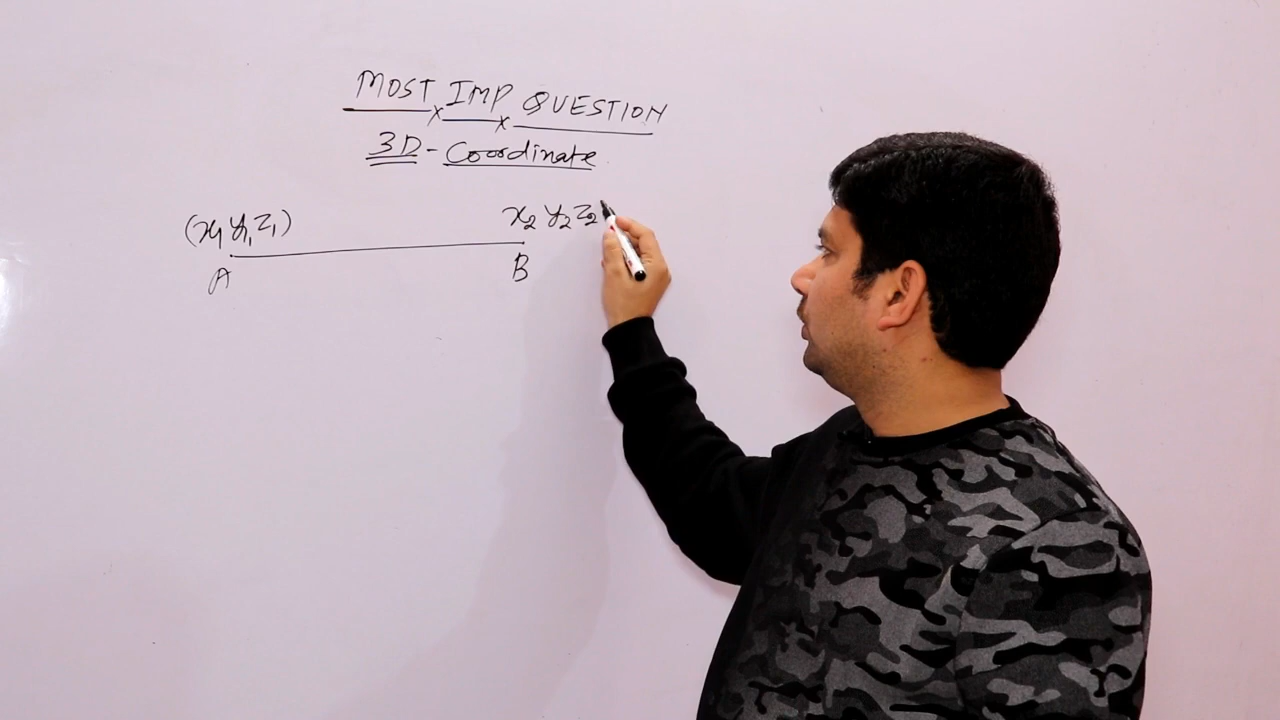 MOST IMP QUESTION
3D - Coordinate
(x1 y1 z1) x2 y2 z2
A B